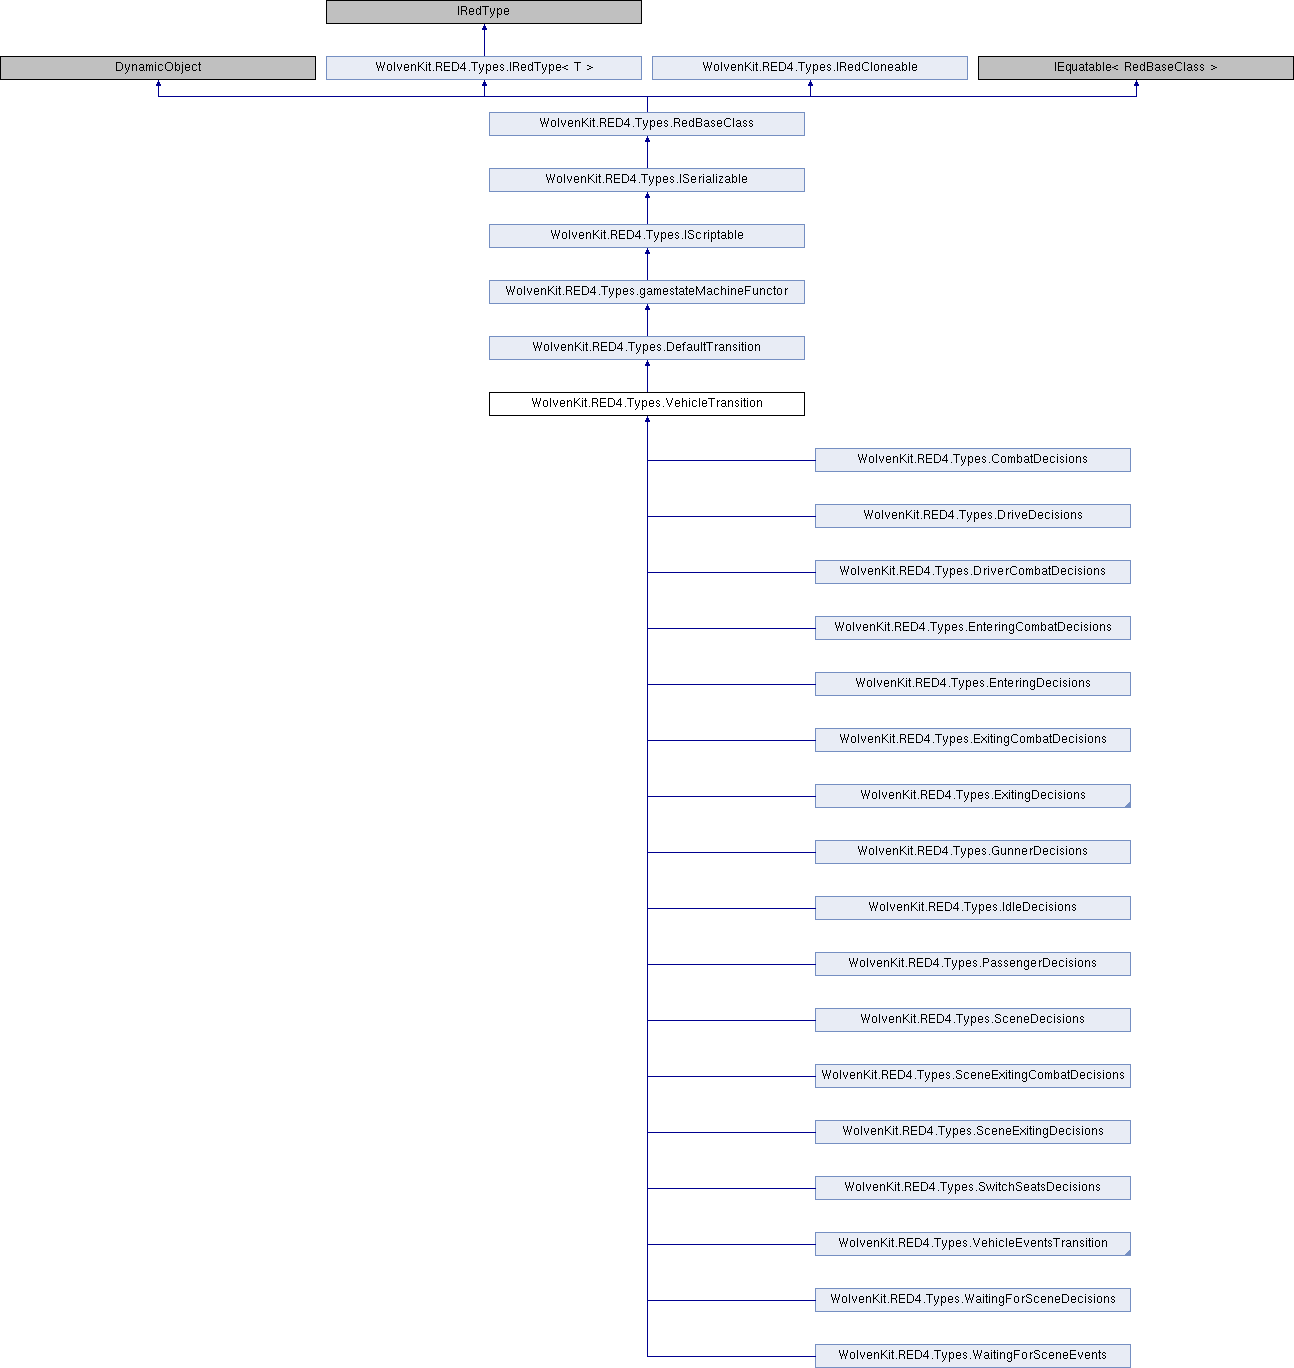 IRedType
DynamicObject
WolvenKit.RED4.Types.IRedType< T >
WolvenKit.RED4.Types.IRedCloneable
IEquatable< RedBaseClass >
WolvenKit.RED4.Types.RedBaseClass
WolvenKit.RED4.Types.ISerializable
WolvenKit.RED4.Types.IScriptable
WolvenKit.RED4.Types.gamestateMachineFunctor
WolvenKit.RED4.Types.DefaultTransition
WolvenKit.RED4.Types.VehicleTransition
WolvenKit.RED4.Types.CombatDecisions
WolvenKit.RED4.Types.DriveDecisions
WolvenKit.RED4.Types.DriverCombatDecisions
WolvenKit.RED4.Types.EnteringCombatDecisions
WolvenKit.RED4.Types.EnteringDecisions
WolvenKit.RED4.Types.ExitingCombatDecisions
WolvenKit.RED4.Types.ExitingDecisions
WolvenKit.RED4.Types.GunnerDecisions
WolvenKit.RED4.Types.IdleDecisions
WolvenKit.RED4.Types.PassengerDecisions
WolvenKit.RED4.Types.SceneDecisions
WolvenKit.RED4.Types.SceneExitingCombatDecisions
WolvenKit.RED4.Types.SceneExitingDecisions
WolvenKit.RED4.Types.SwitchSeatsDecisions
WolvenKit.RED4.Types.VehicleEventsTransition
WolvenKit.RED4.Types.WaitingForSceneDecisions
WolvenKit.RED4.Types.WaitingForSceneEvents